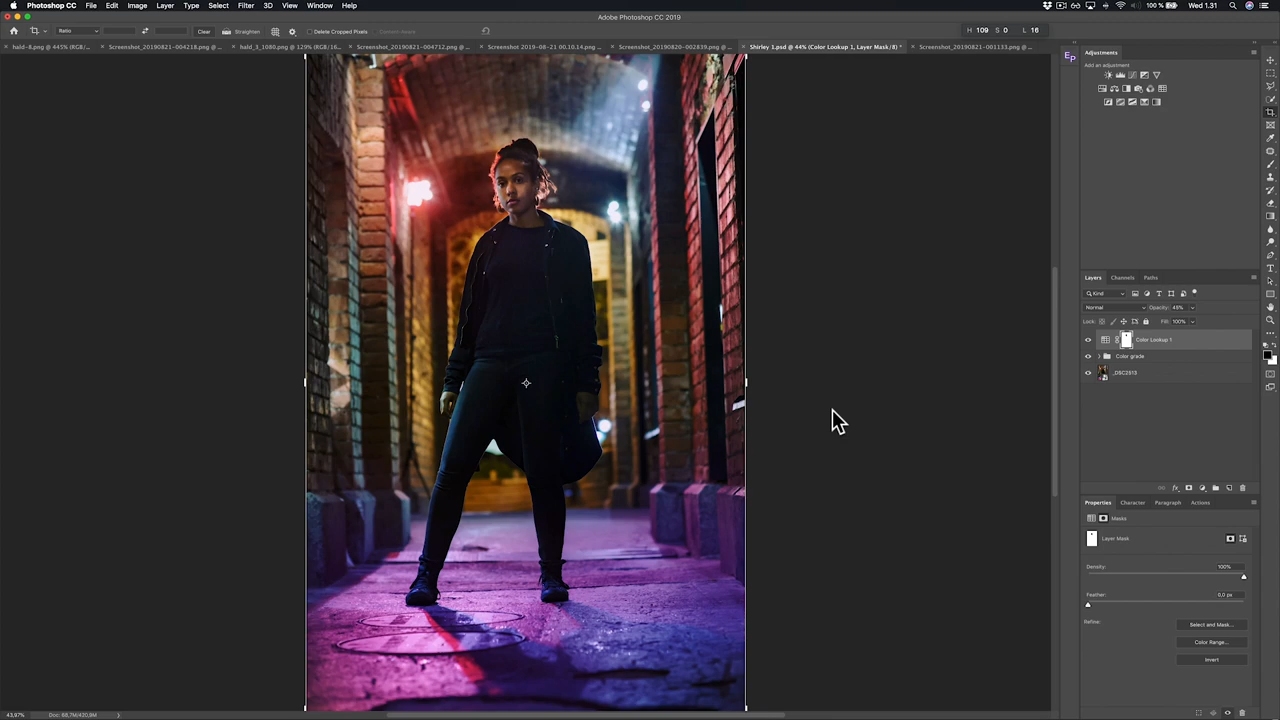 Photoshop CC File Edit Image Layer Type Select Filter 3D View Window Help 100 % Wed 1.31
Adobe Photoshop CC 2019
Ratio Clear Straighten Delete Cropped Pixels Content-Aware H 109 S 0 L 16
hald-8.png @ 445% (RGB/... Screenshot_20190821-004218.png @... hald_3_1080.png @ 129% (RGB/16... Screenshot_20190821-004712.png @... Screenshot 2019-08-21 00.10.14.png... Screenshot_20190820-002839.png @... Shirley 1.psd @ 44% (Color Lookup 1, Layer Mask/8) * Screenshot_20190821-001133.png @...
Ep
Adjustments
Add an adjustment
Layers Channels Paths
Kind
Normal Opacity: 48%
Lock: Fill: 100%
Color Lookup 1
Color grade
_DSC2513
Properties Character Paragraph Actions
Masks
Layer Mask
Density: 100%
Feather: 0,0 px
Refine: Select and Mask...
Color Range...
Invert
43,97% Doc: 68,7M/420,9M